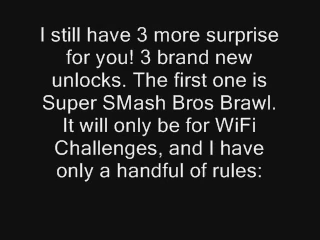 I still have 3 more surprise
for you! 3 brand new
unlocks. The first one is
Super SMash Bros Brawl.
It will only be for WiFi
Challenges, and I have
only a handful of rules: